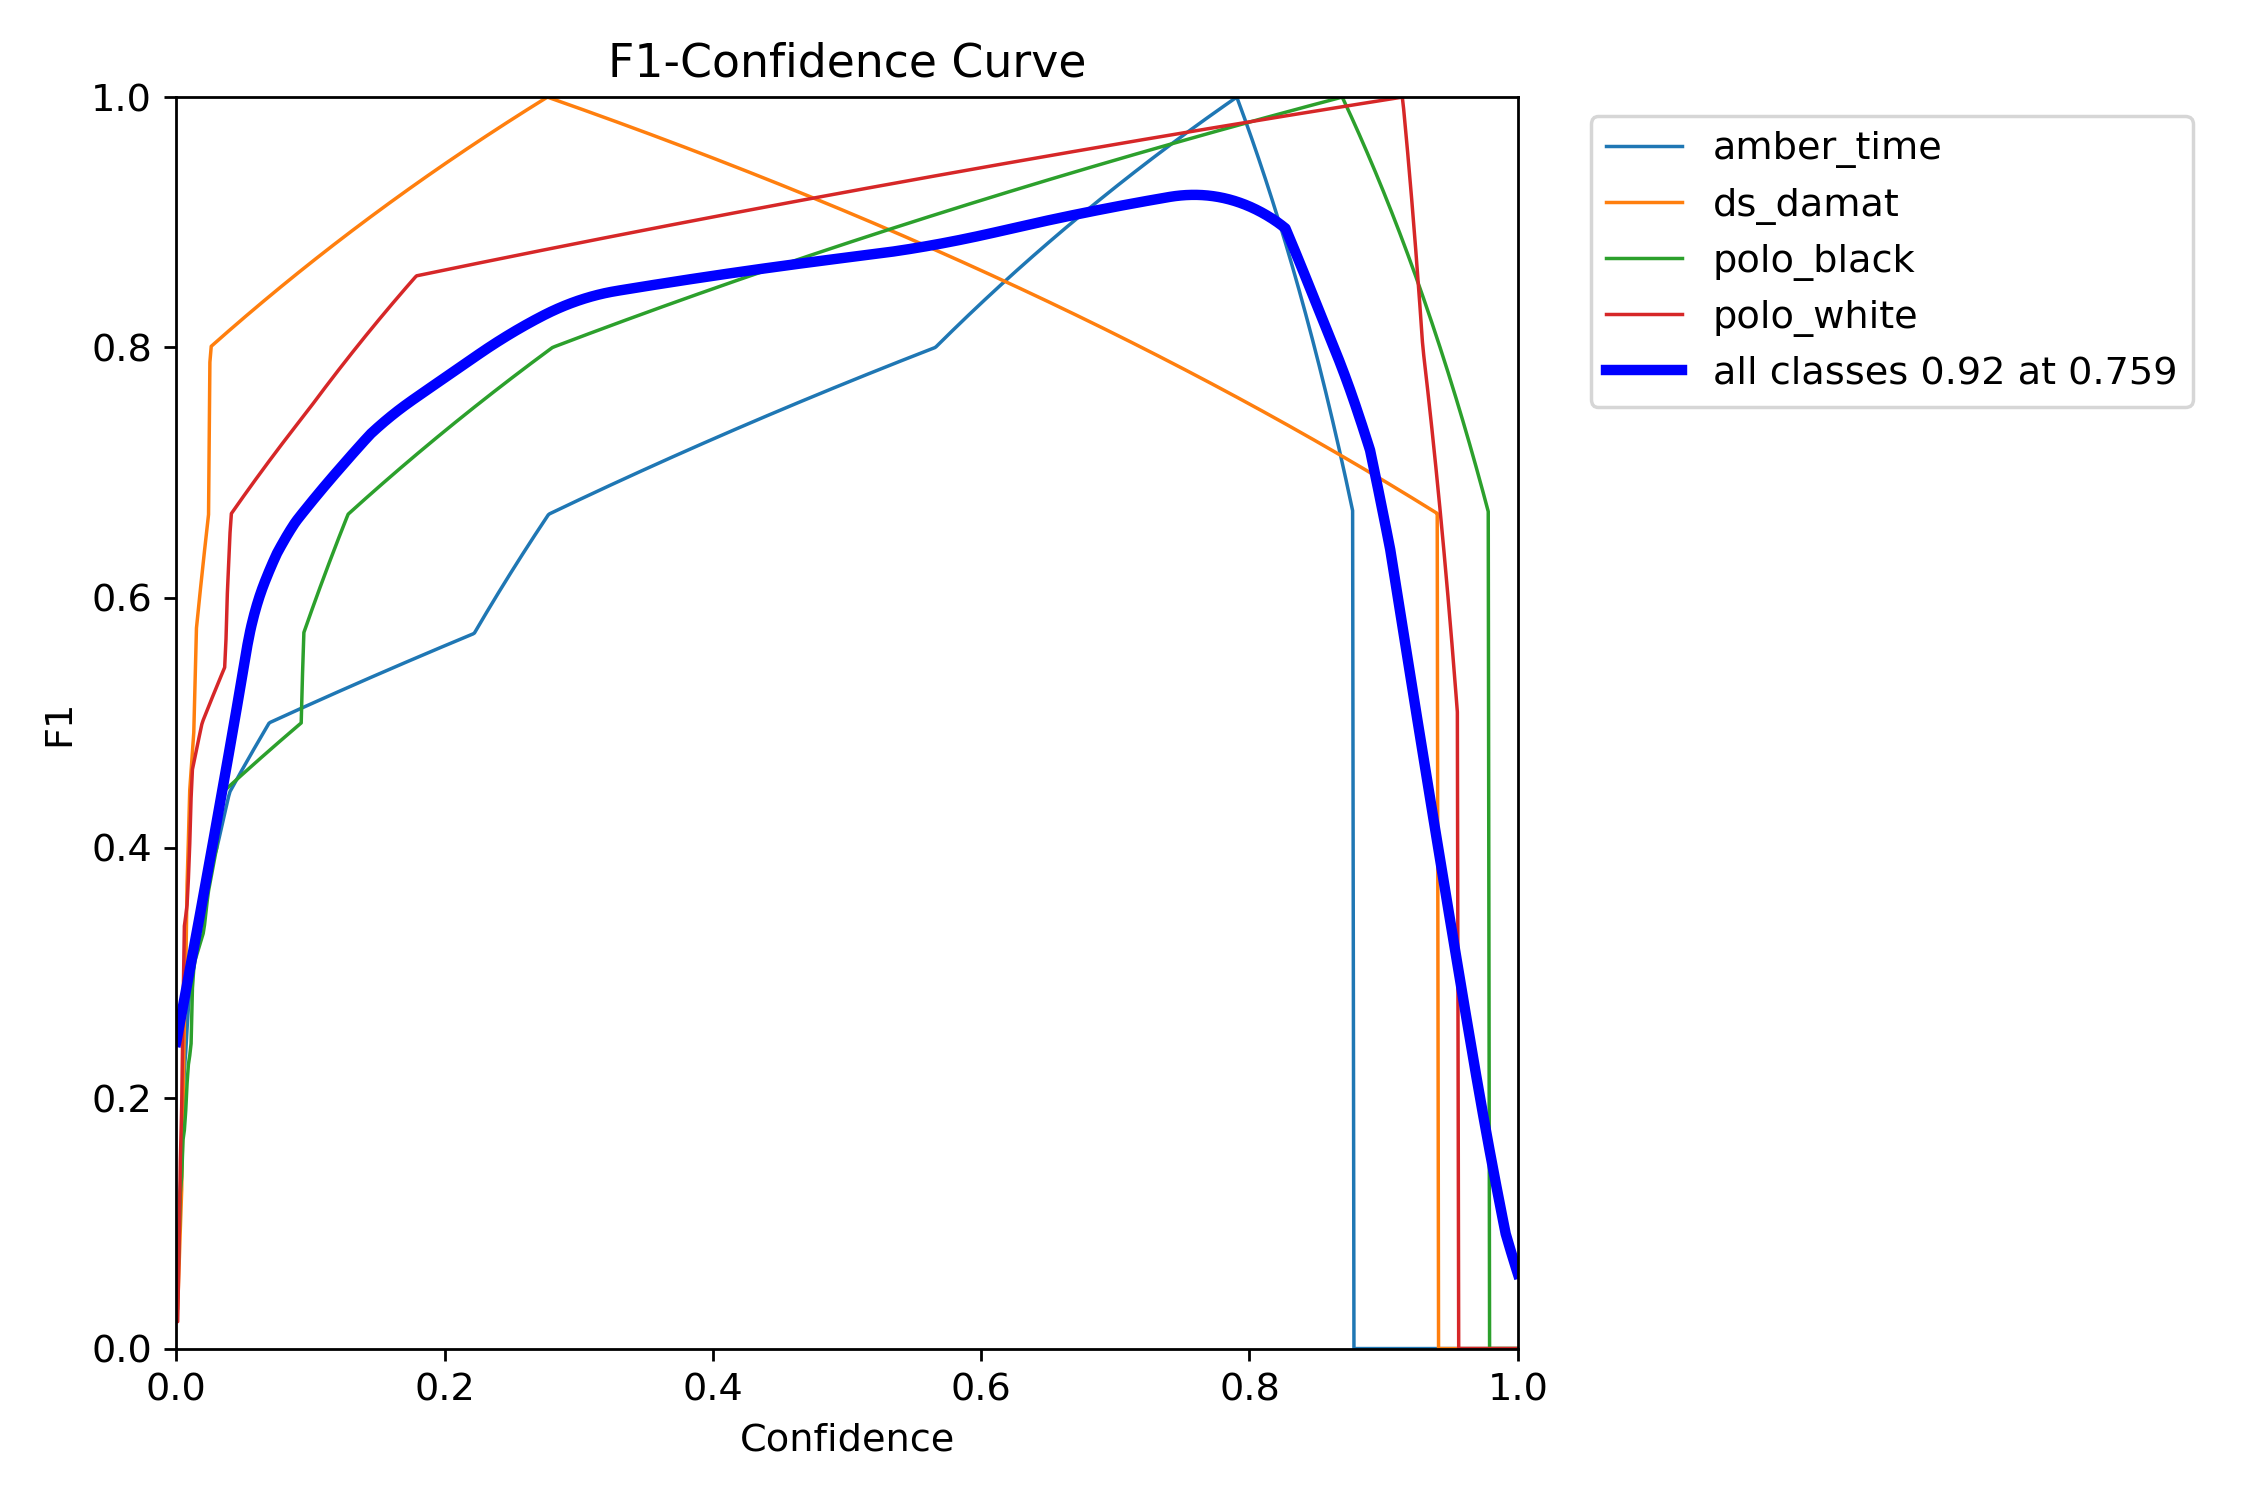 F1-Confidence Curve
1.0
0.8
0.6
0.4
0.2
0.0
F1
0.0 0.2 0.4 0.6 0.8 1.0
Confidence
amber_time
ds_damat
polo_black
polo_white
all classes 0.92 at 0.759